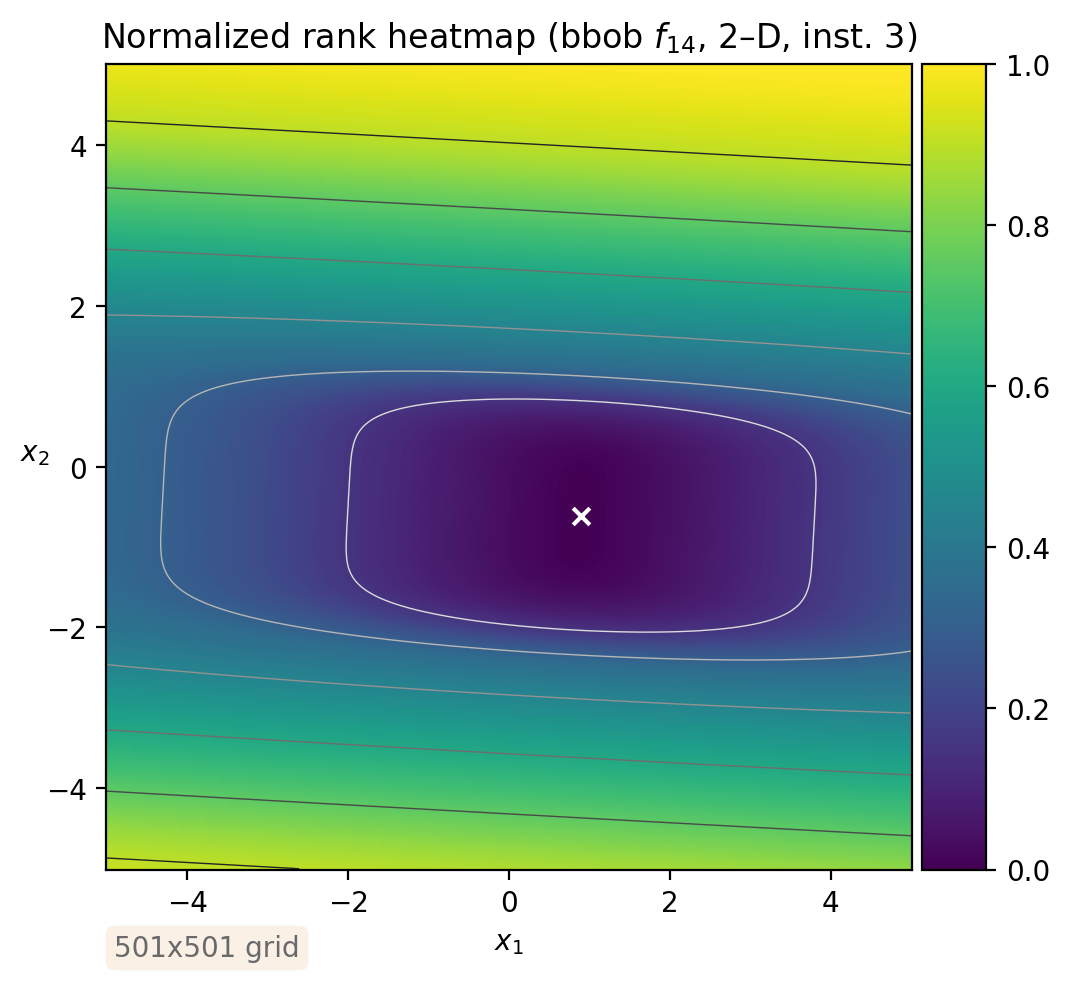 Normalized rank heatmap (bbob f₁₄, 2–D, inst. 3)
1.0
0.8
0.6
0.4
0.2
0.0
4
2
0
−2
−4
x₂
−4 −2 0 2 4
x₁
501x501 grid